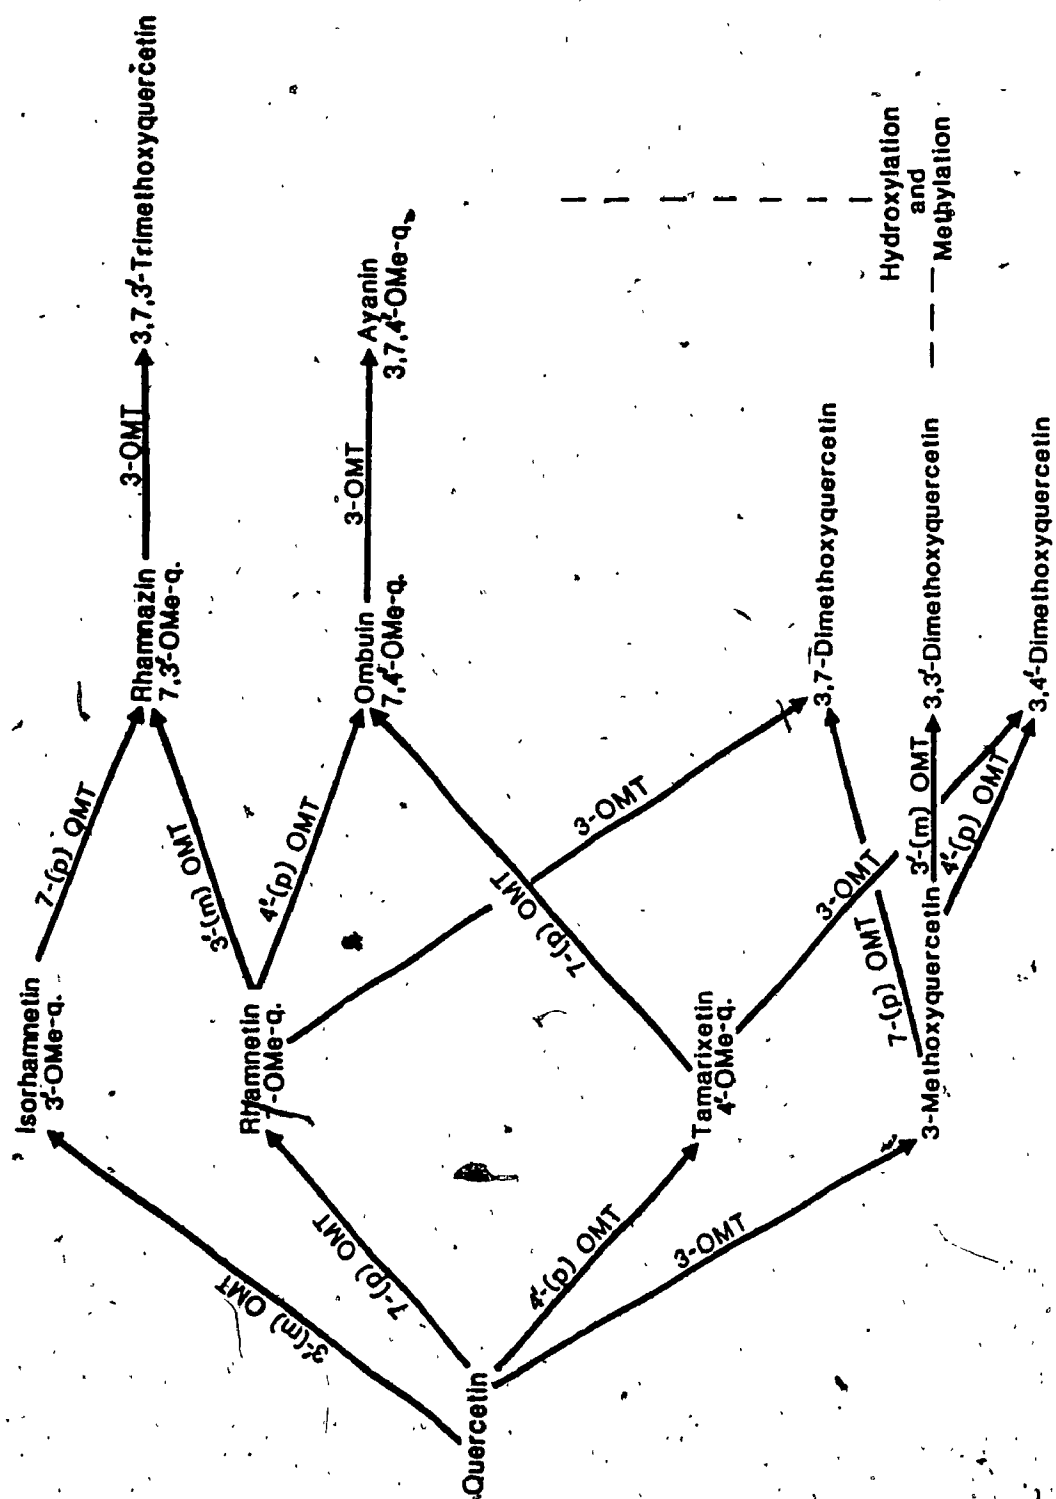 Quercetin
3'-(m) OMT
7-(p) OMT
4'-(p) OMT
3-OMT
Isorhamnetin
3'-OMe-q.
Rhamnetin
7-OMe-q.
Tamarixetin
4'-OMe-q.
3-Methoxyquercetin
7-(p) OMT
3'-(m) OMT
4'-(p) OMT
3-OMT
7-(p) OMT
3-OMT
7-(p) OMT
3'-(m) OMT
4'-(p) OMT
Rhamnazin
7,3'-OMe-q.
Ombuin
7,4'-OMe-q.
3,7-Dimethoxyquercetin
3,3'-Dimethoxyquercetin
3,4'-Dimethoxyquercetin
3-OMT
3-OMT
3,7,3'-Trimethoxyquercetin
Ayanin
3,7,4'-OMe-q.
Hydroxylation
and
Methylation